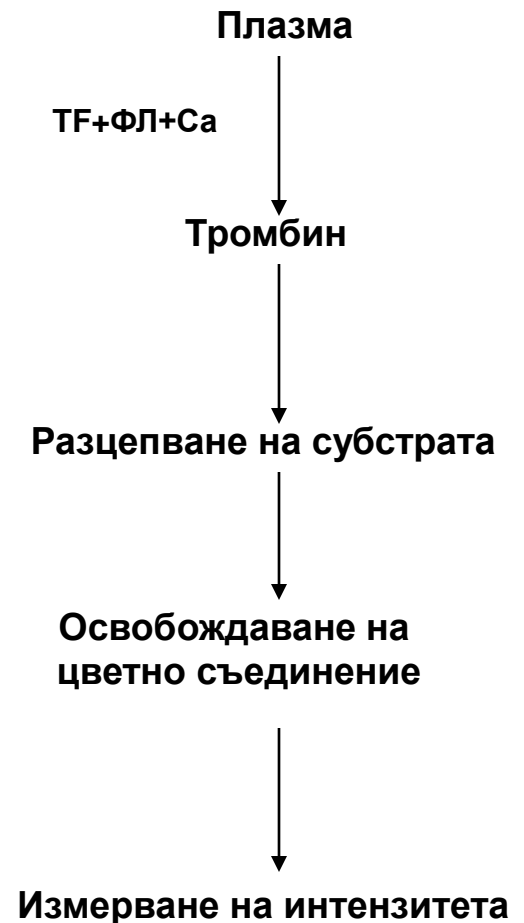 Плазма
TF+ФЛ+Ca
Тромбин
Разцепване на субстрата
Освобождаване на
цветно съединение
Измерване на интензитета